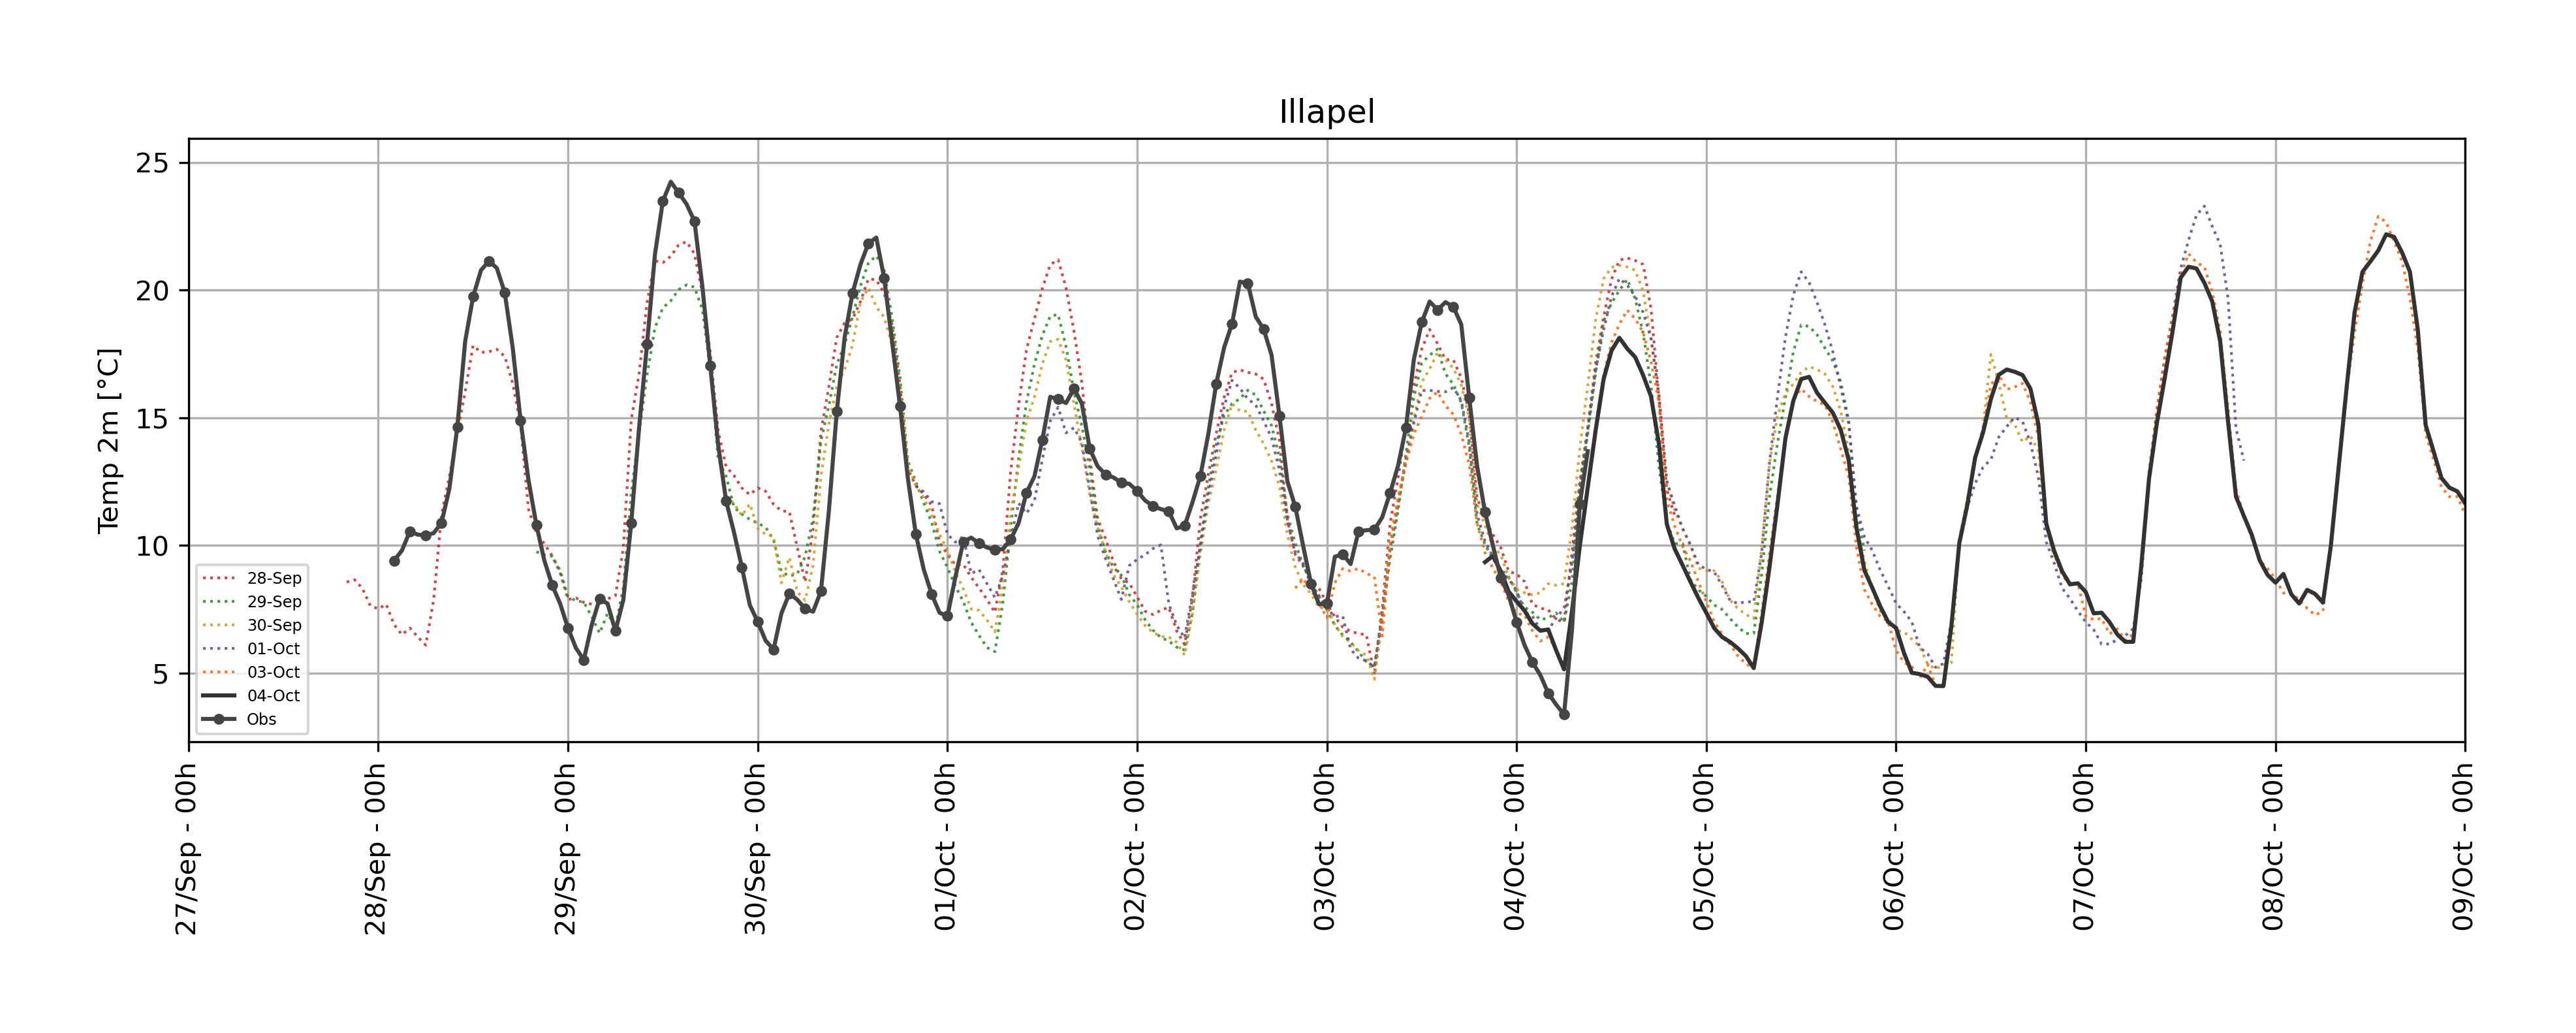 Illapel
Temp 2m [°C]
25
20
15
10
5
28-Sep
29-Sep
30-Sep
01-Oct
03-Oct
04-Oct
Obs
27/Sep - 00h
28/Sep - 00h
29/Sep - 00h
30/Sep - 00h
01/Oct - 00h
02/Oct - 00h
03/Oct - 00h
04/Oct - 00h
05/Oct - 00h
06/Oct - 00h
07/Oct - 00h
08/Oct - 00h
09/Oct - 00h